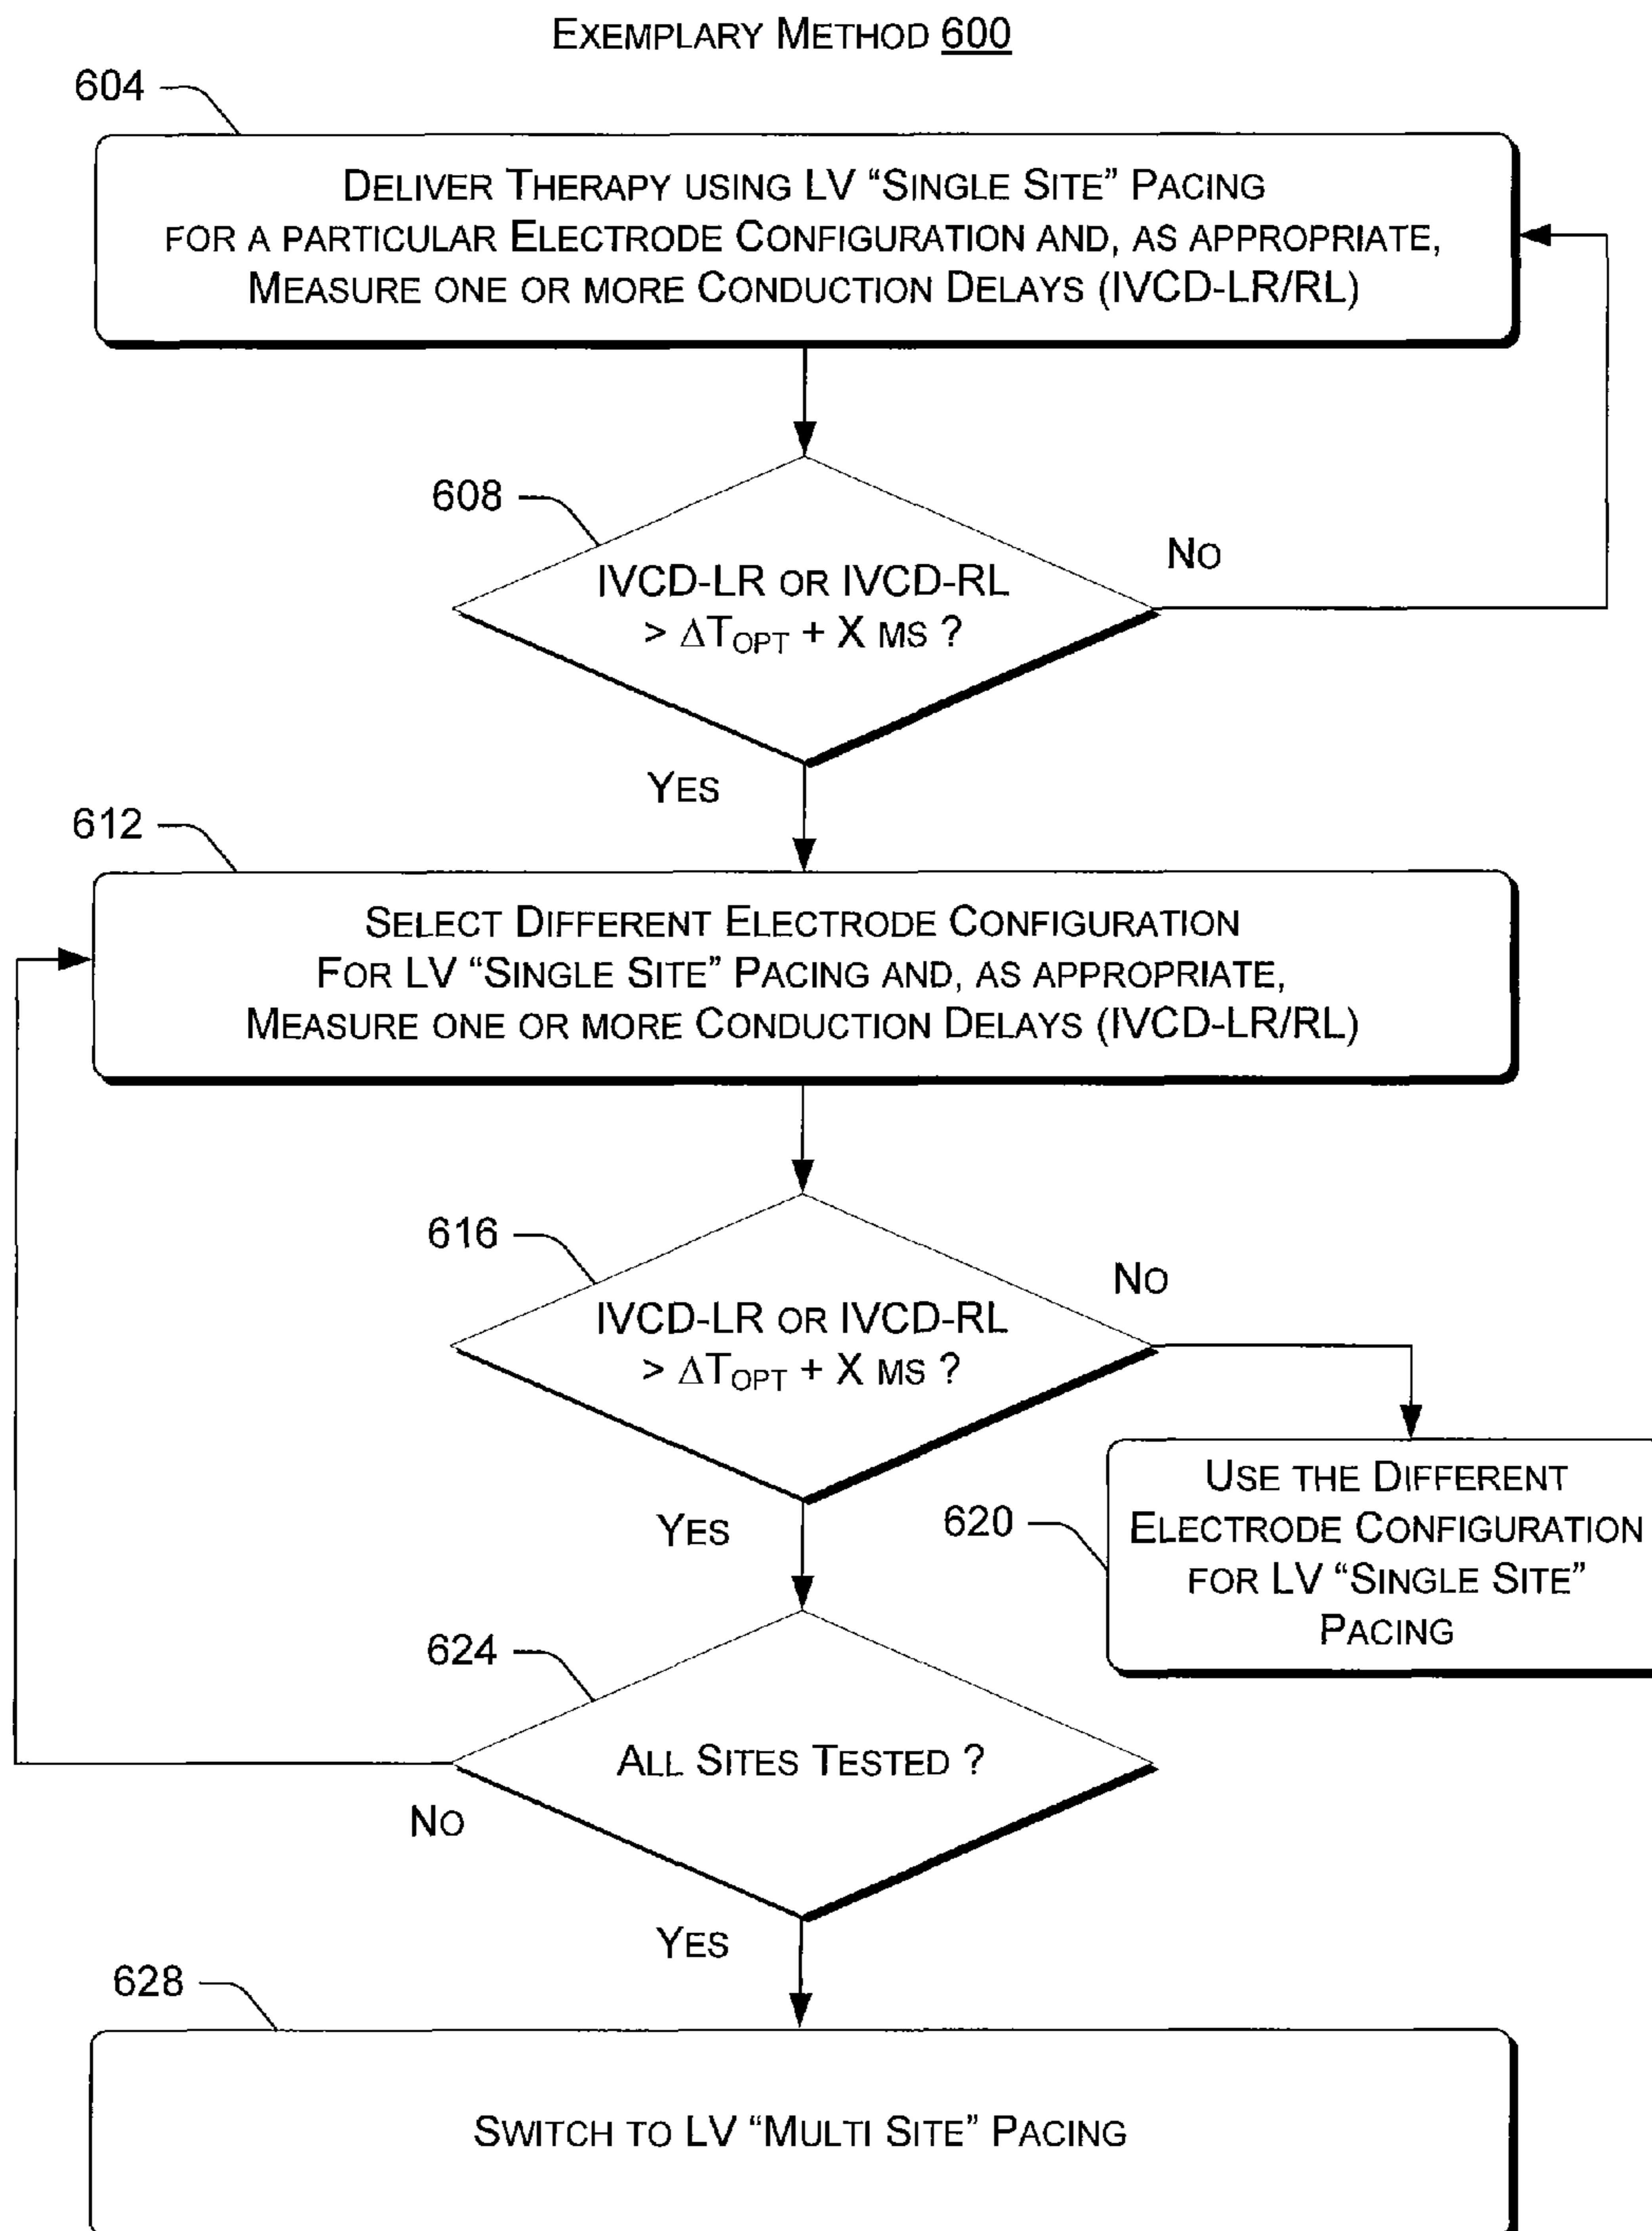 EXEMPLARY METHOD 600
604
DELIVER THERAPY USING LV “SINGLE SITE” PACING
FOR A PARTICULAR ELECTRODE CONFIGURATION AND, AS APPROPRIATE,
MEASURE ONE OR MORE CONDUCTION DELAYS (IVCD-LR/RL)
608
IVCD-LR OR IVCD-RL
> ΔTOPT + X MS ?
NO
YES
612
SELECT DIFFERENT ELECTRODE CONFIGURATION
FOR LV “SINGLE SITE” PACING AND, AS APPROPRIATE,
MEASURE ONE OR MORE CONDUCTION DELAYS (IVCD-LR/RL)
616
IVCD-LR OR IVCD-RL
> ΔTOPT + X MS ?
NO
YES
620
USE THE DIFFERENT
ELECTRODE CONFIGURATION
FOR LV “SINGLE SITE”
PACING
624
ALL SITES TESTED ?
NO
YES
628
SWITCH TO LV “MULTI SITE” PACING